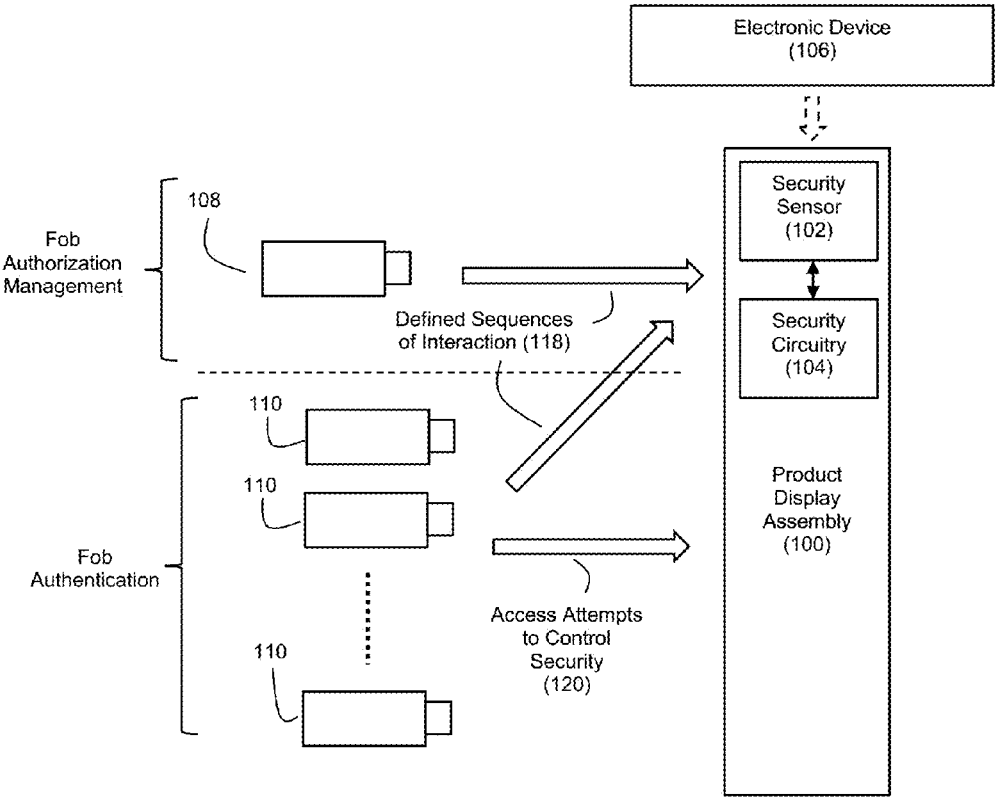 Electronic Device
(106)
Security
Sensor
(102)
108
Fob
Authorization
Management
Defined Sequences
of Interaction (118)
Security
Circuitry
(104)
110
110
Product
Display
Assembly
(100)
Fob
Authentication
Access Attempts
to Control
Security
(120)
110